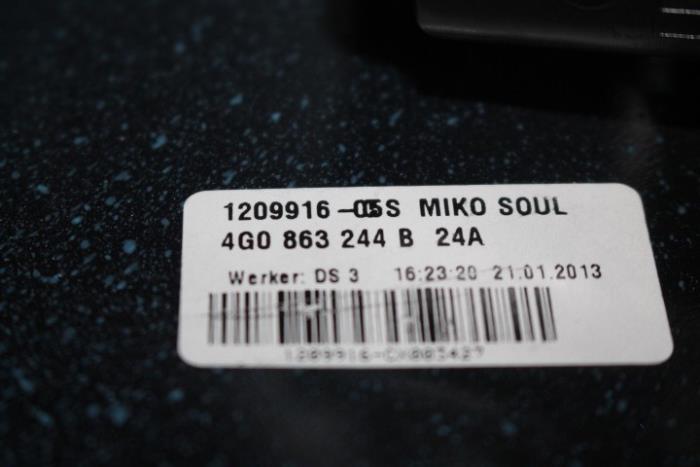 1209916-05S MIKO SOUL
4G0 863 244 B 24A
Werker: DS 3 16:23:20 21.01.2013